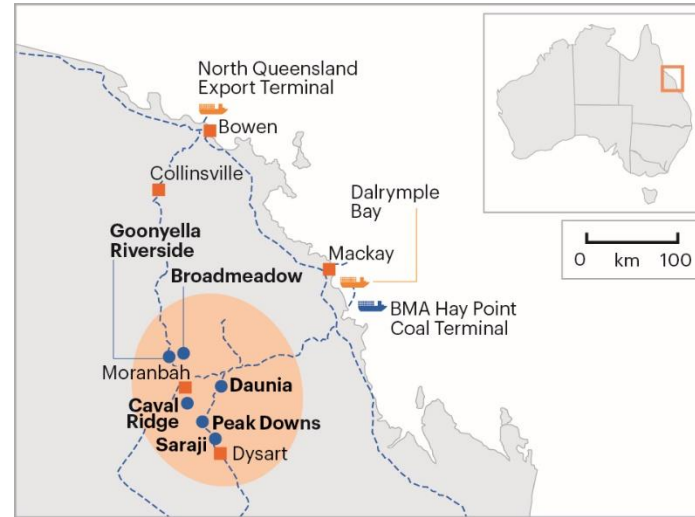 North Queensland
Export Terminal
Bowen
Collinsville
Dalrymple
Bay
Goonyella
Riverside
Mackay
Broadmeadow
BMA Hay Point
Coal Terminal
0 km 100
Moranbah
Daunia
Caval
Ridge
Peak Downs
Saraji
Dysart